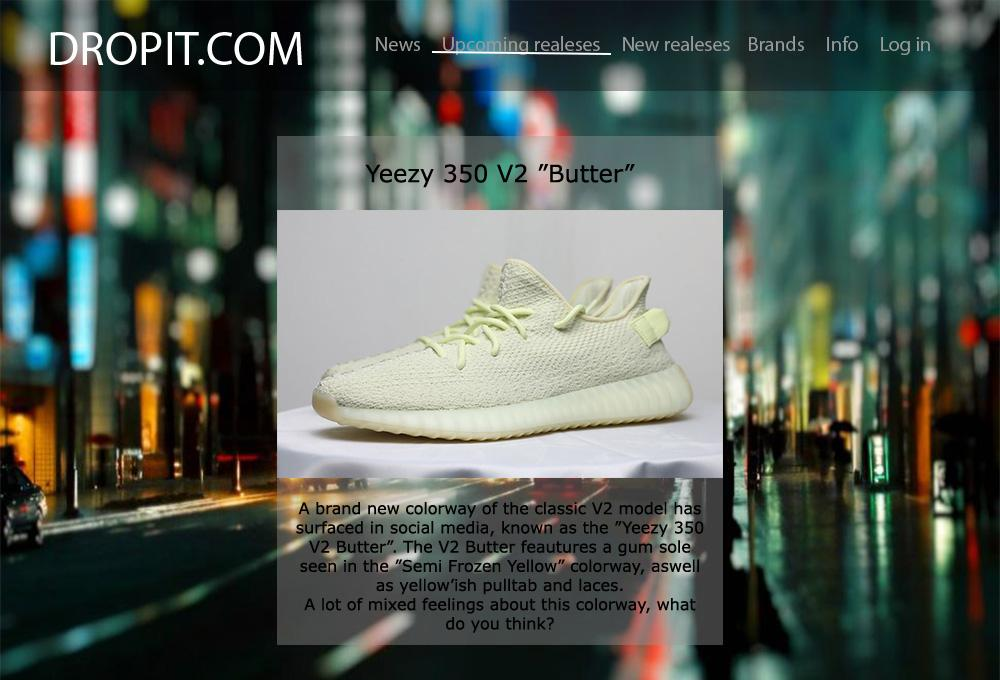 DROPIT.COM
News Upcoming realeses New realeses Brands Info Log in
Yeezy 350 V2 ”Butter”
A brand new colorway of the classic V2 model has
surfaced in social media, known as the ”Yeezy 350
V2 Butter”. The V2 Butter feautures a gum sole
seen in the ”Semi Frozen Yellow” colorway, aswell
as yellow’ish pulltab and laces.
A lot of mixed feelings about this colorway, what
do you think?